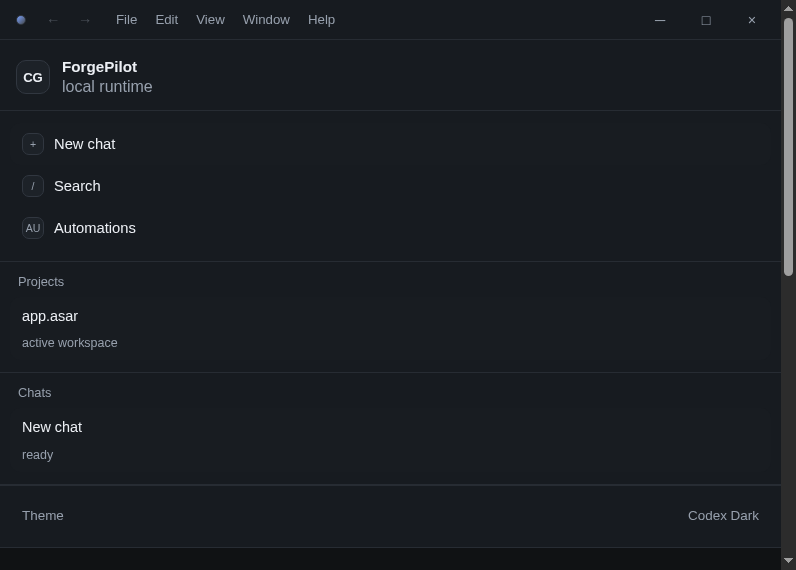 ← → File Edit View Window Help
CG
ForgePilot
local runtime
+ New chat
/ Search
AU Automations
Projects
app.asar
active workspace
Chats
New chat
ready
Theme Codex Dark